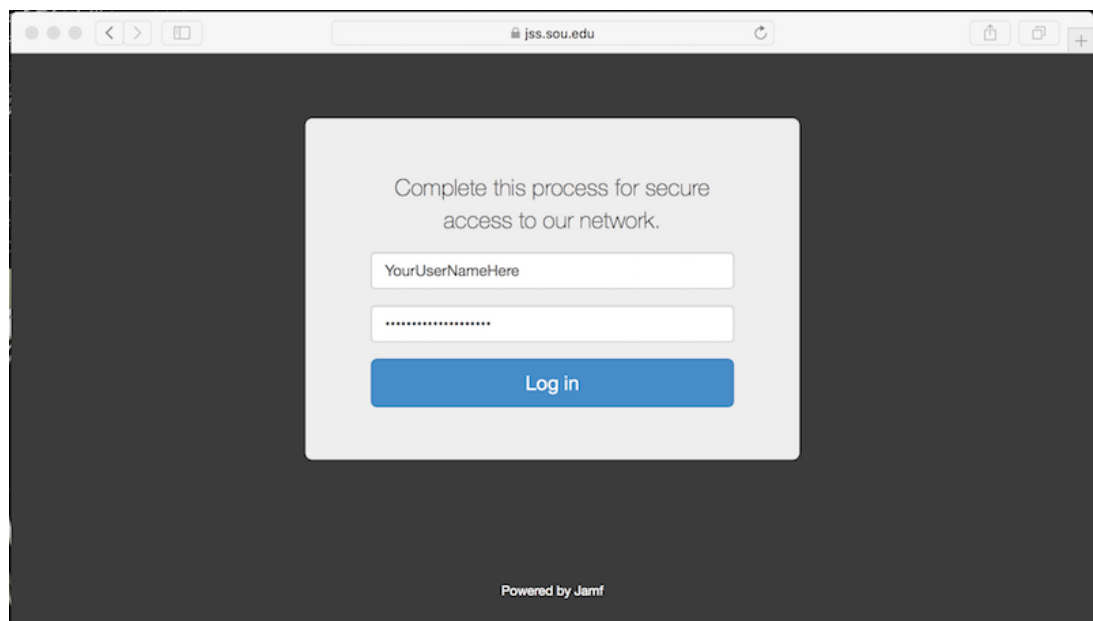 jss.sou.edu
Complete this process for secure
access to our network.
YourUserNameHere
••••••••••••••••••••
Log in
Powered by Jamf